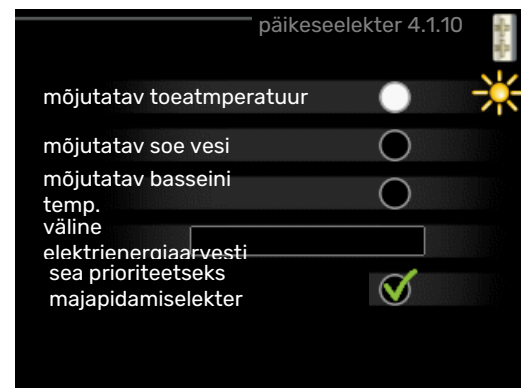 päikeseelekter 4.1.10
mõjutatav toeatmperatuur
mõjutatav soe vesi
mõjutatav basseini
temp.
väline
elektrienergiaarvesti
sea prioriteetseks
majapidamiselekter